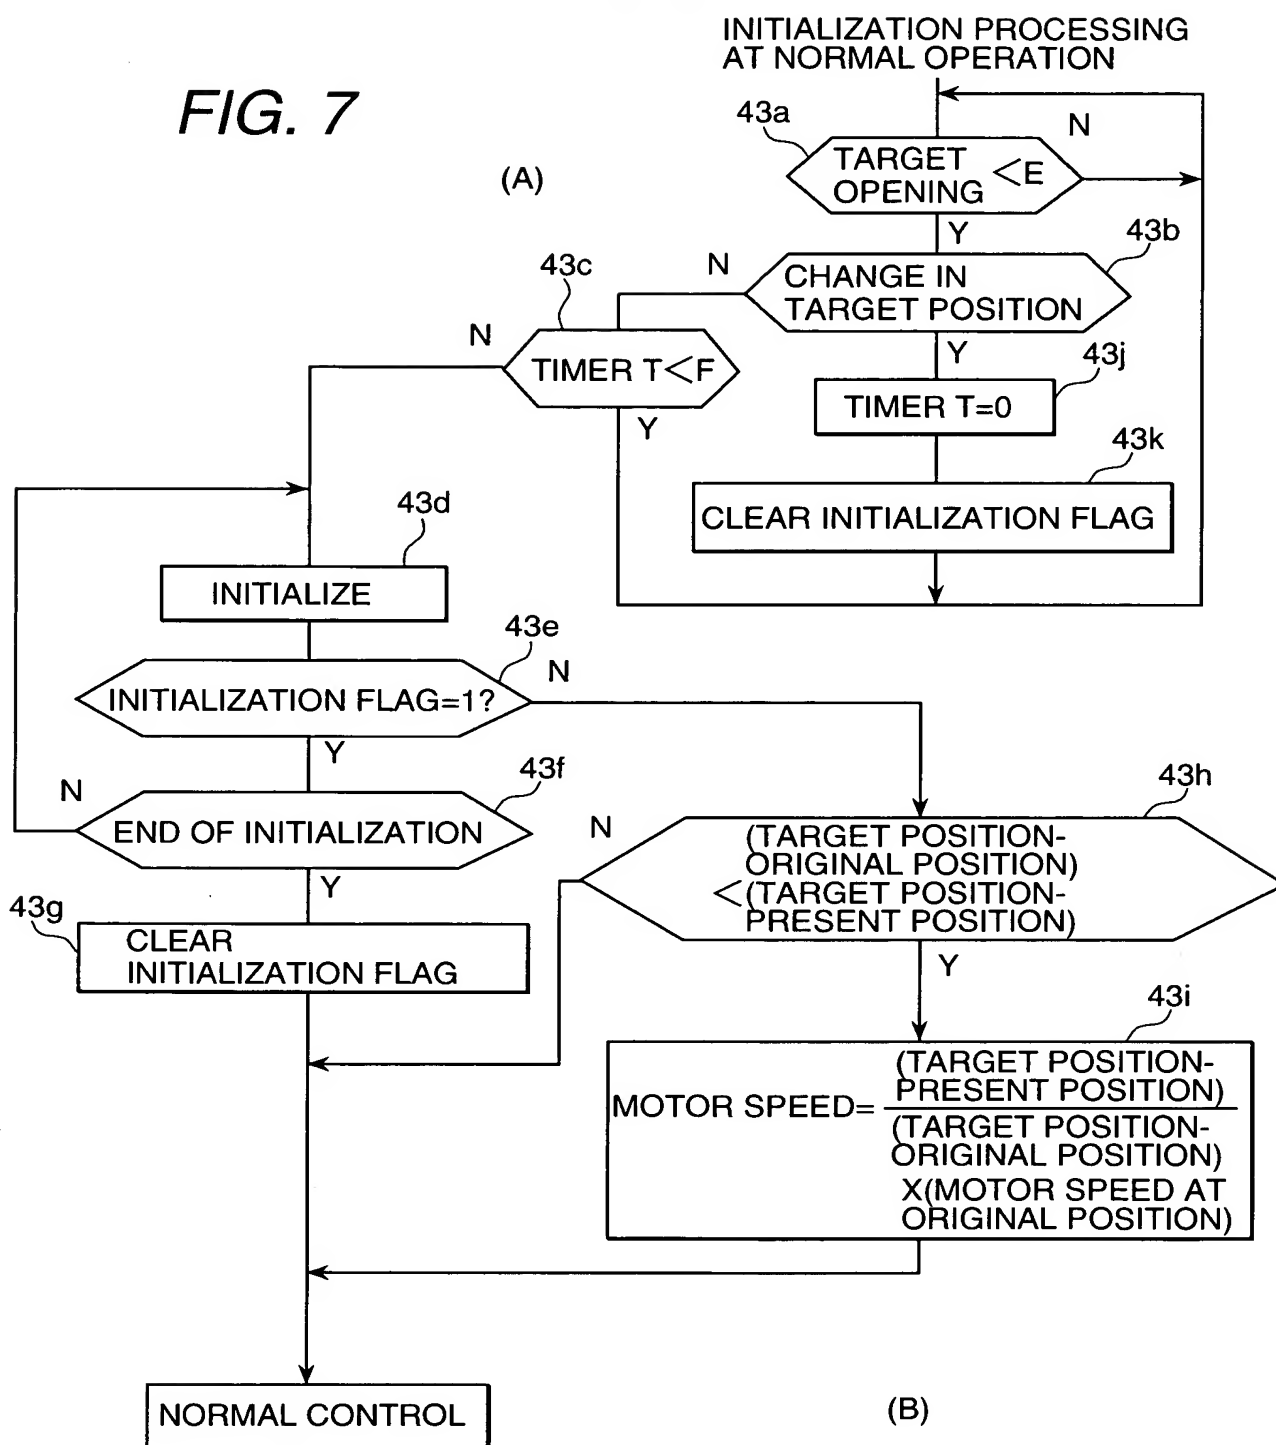 INITIALIZATION PROCESSING
AT NORMAL OPERATION
FIG. 7
(A)
43a
N
TARGET
OPENING
<E
Y
43b
N
CHANGE IN
TARGET POSITION
43c
N
TIMER T<F
Y
Y
43j
TIMER T=0
43k
CLEAR INITIALIZATION FLAG
43d
INITIALIZE
43e
INITIALIZATION FLAG=1?
N
Y
43f
N
END OF INITIALIZATION
Y
43g
CLEAR
INITIALIZATION FLAG
43h
N
(TARGET POSITION-
ORIGINAL POSITION)
<(TARGET POSITION-
PRESENT POSITION)
Y
43i
MOTOR SPEED=
(TARGET POSITION-
PRESENT POSITION)
(TARGET POSITION-
ORIGINAL POSITION)
X(MOTOR SPEED AT
ORIGINAL POSITION)
NORMAL CONTROL
(B)